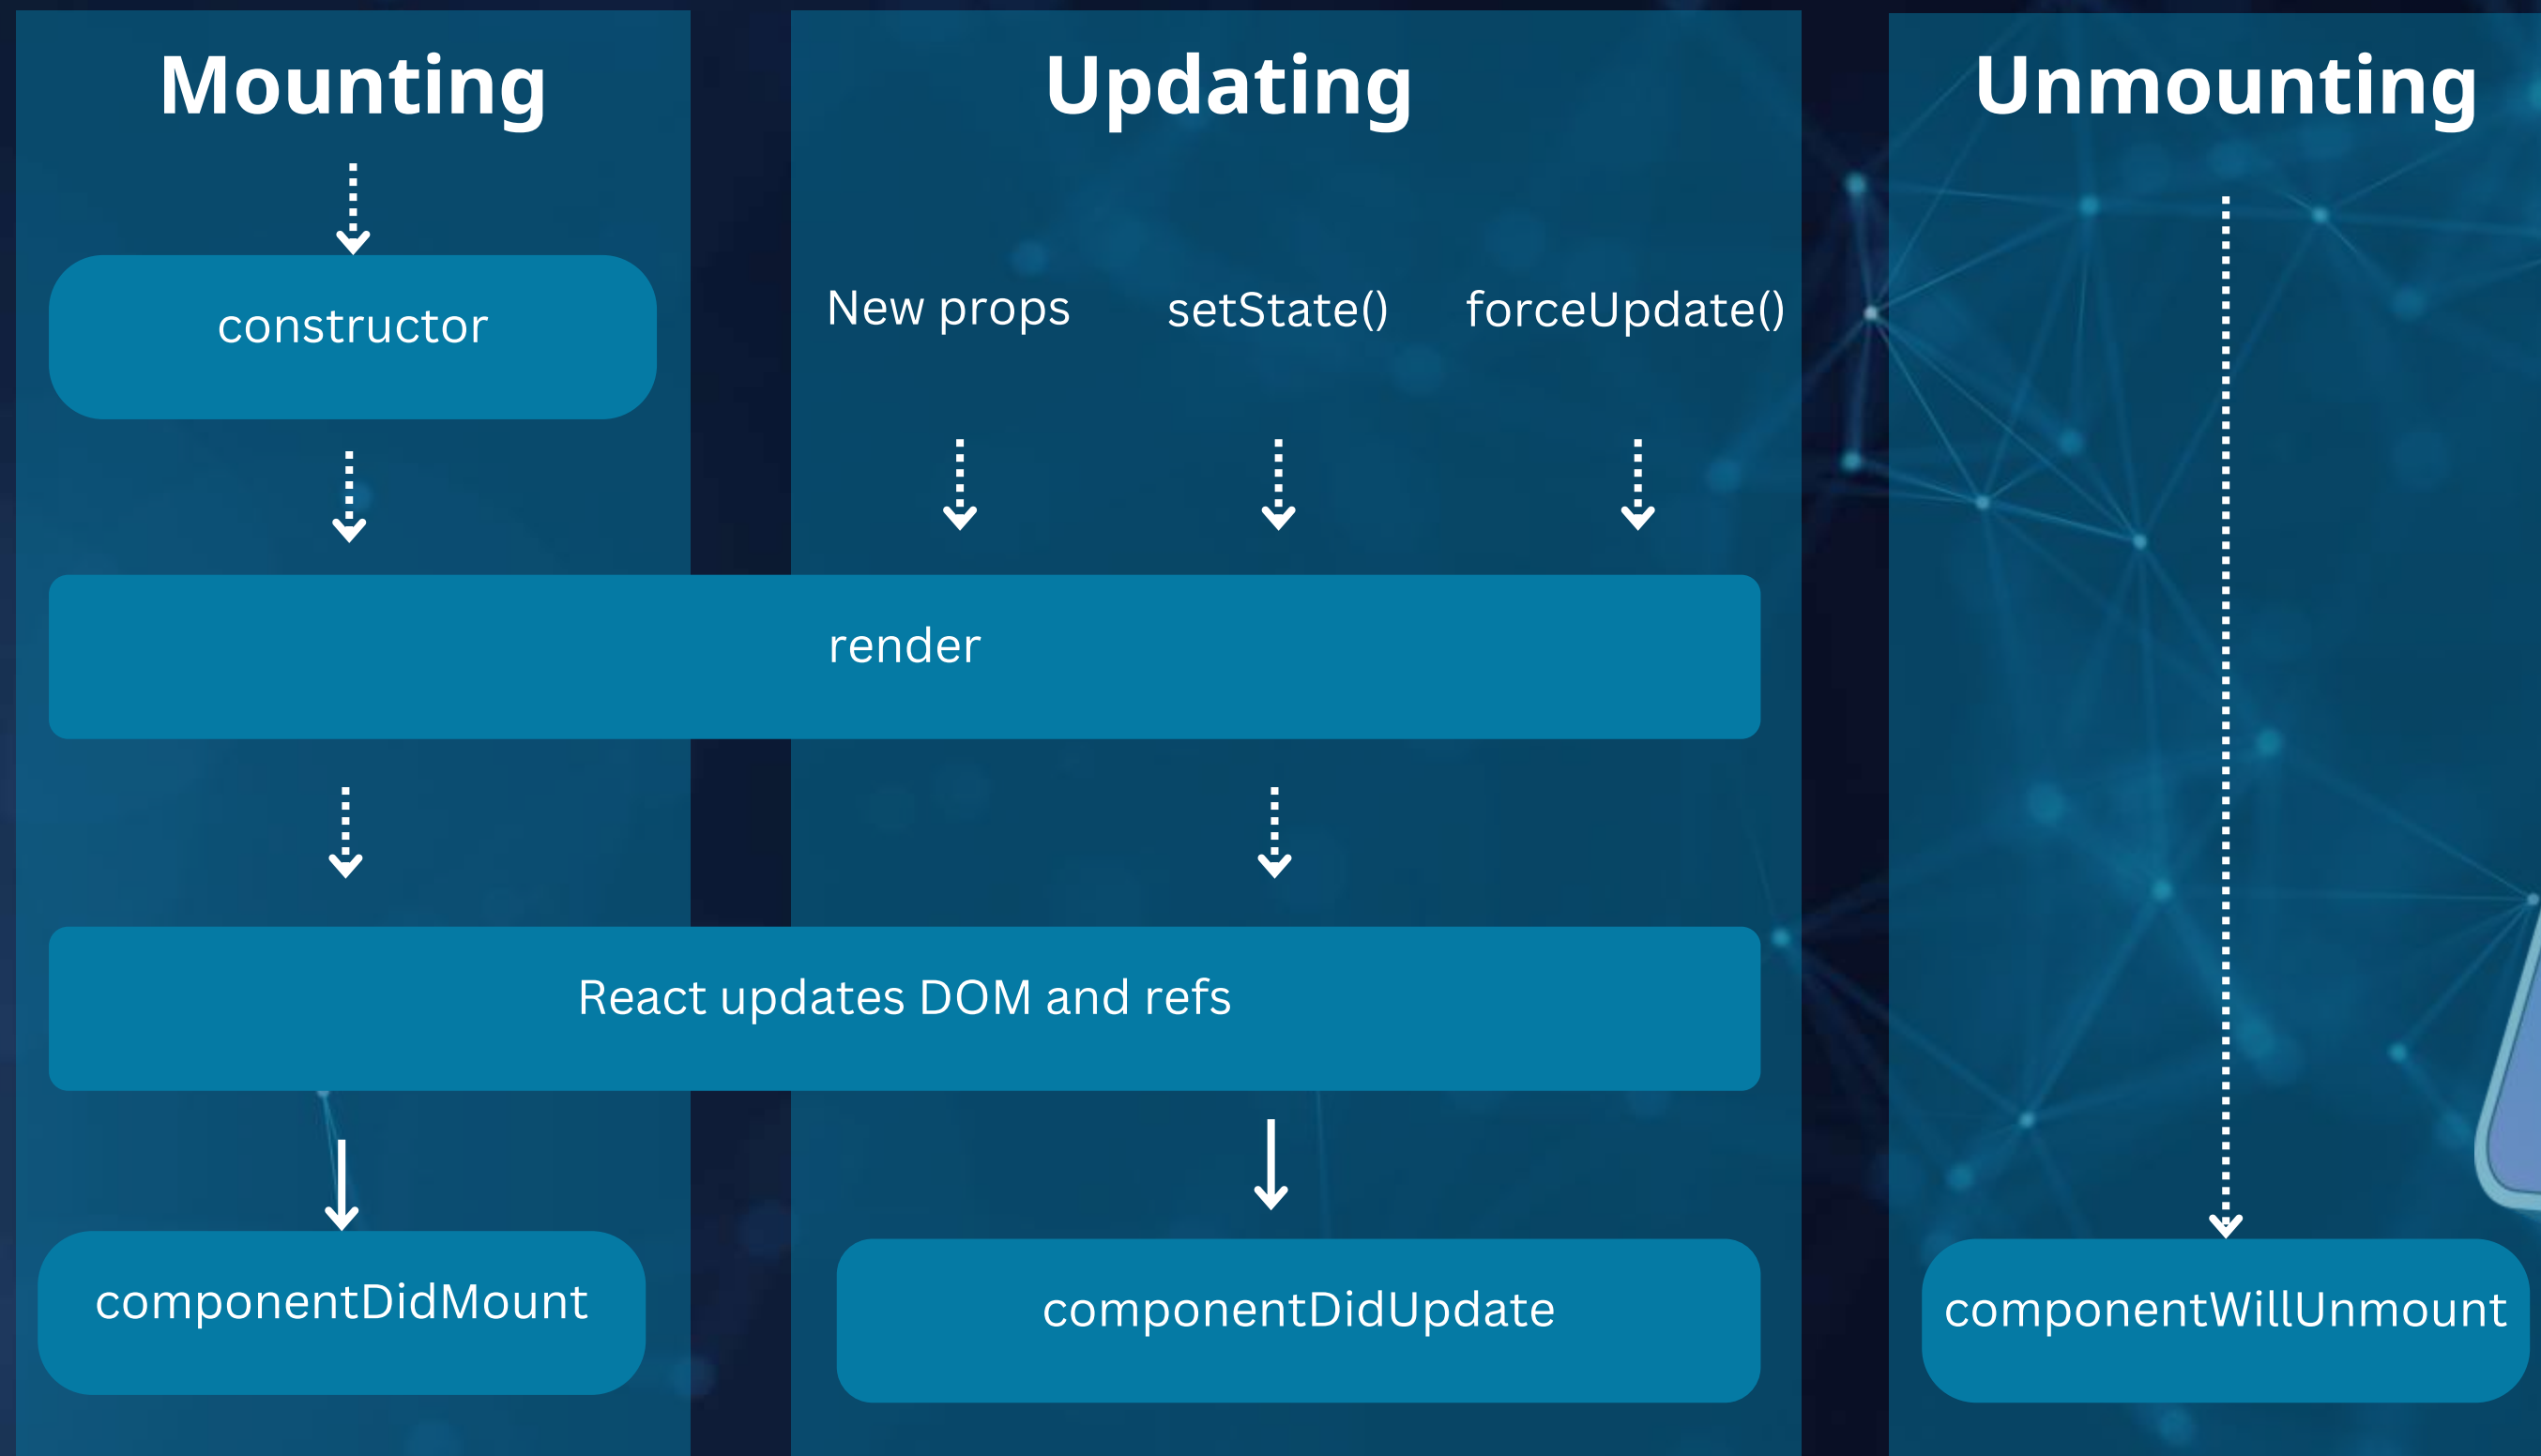 Mounting
Updating
Unmounting
constructor
New props
setState()
forceUpdate()
render
React updates DOM and refs
componentDidMount
componentDidUpdate
componentWillUnmount